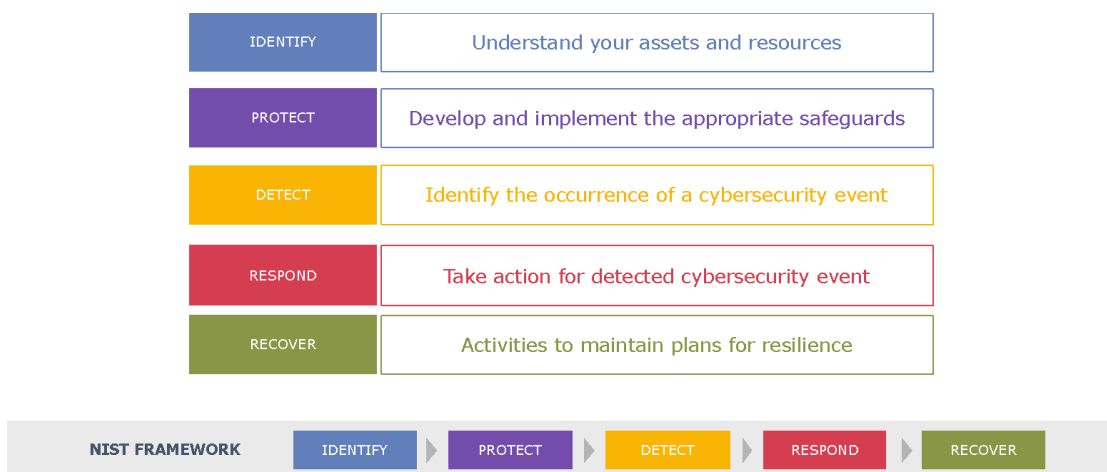 IDENTIFY
Understand your assets and resources
PROTECT
Develop and implement the appropriate safeguards
DETECT
Identify the occurrence of a cybersecurity event
RESPOND
Take action for detected cybersecurity event
RECOVER
Activities to maintain plans for resilience
NIST FRAMEWORK
IDENTIFY
PROTECT
DETECT
RESPOND
RECOVER